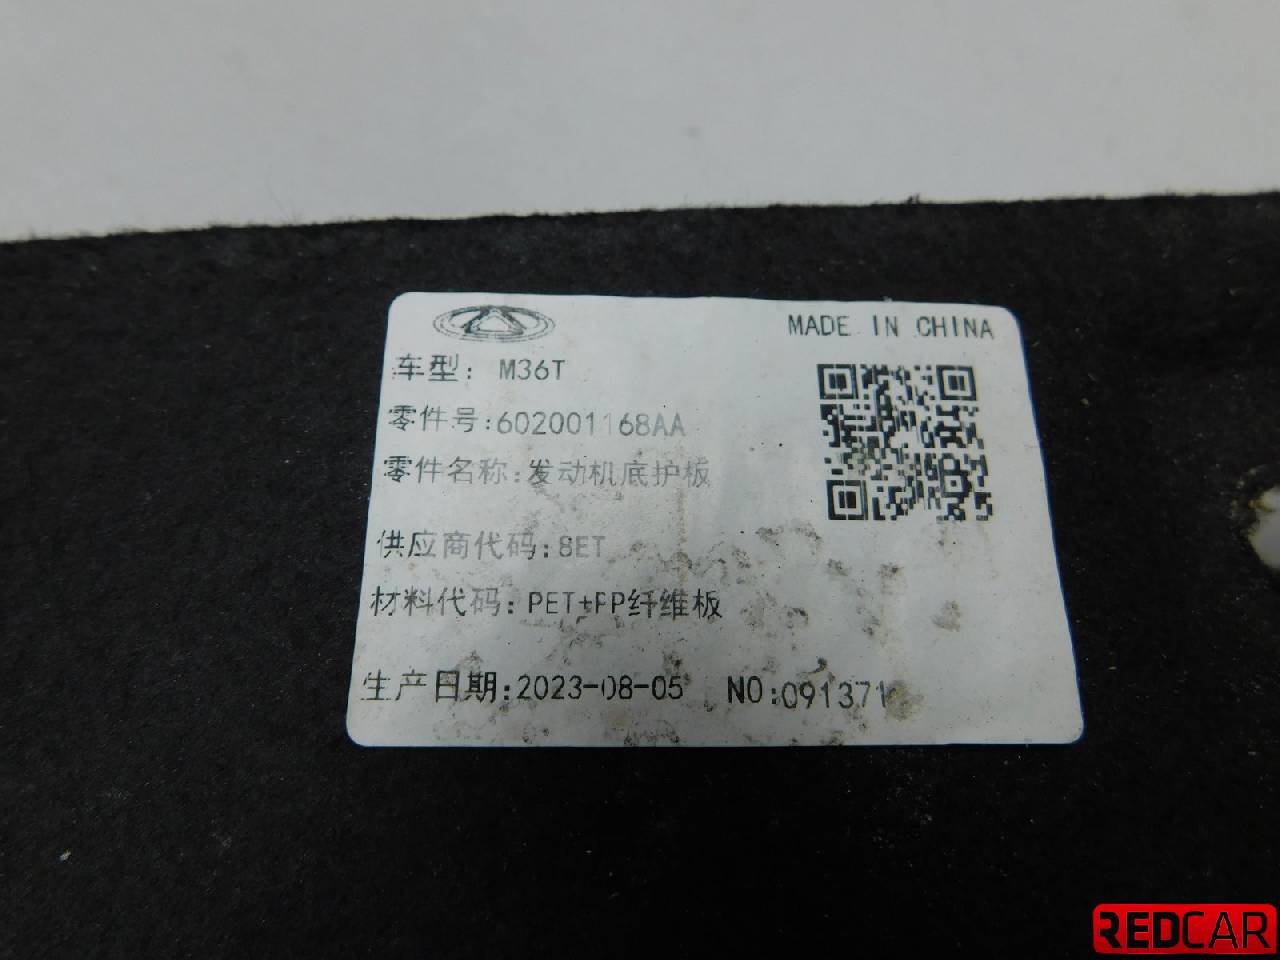 MADE IN CHINA
车型: M36T
零件号:602001168AA
零件名称:发动机底护板
供应商代码:8ET
材料代码:PET+PP纤维板
生产日期:2023-08-05 NO:091371
REDCAR